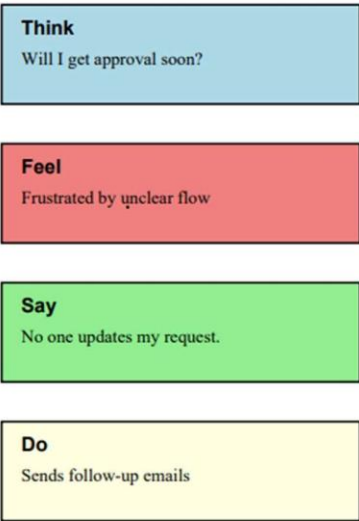 Think
Will I get approval soon?
Feel
Frustrated by unclear flow
Say
No one updates my request.
Do
Sends follow-up emails